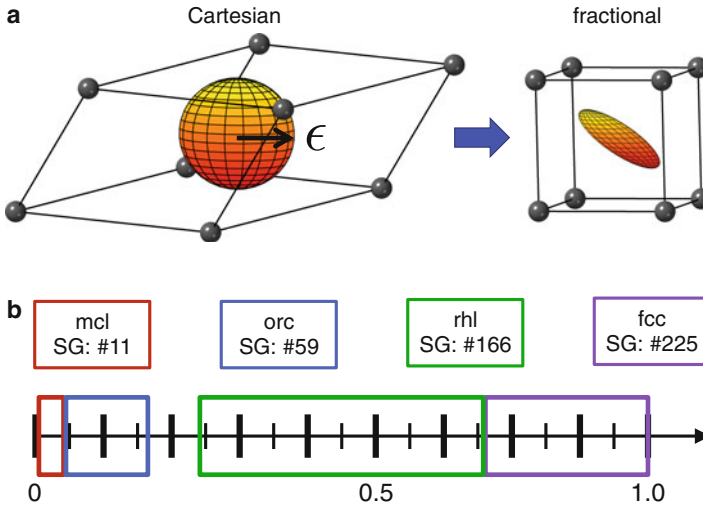 a
Cartesian
fractional
ϵ
b
mcl
SG: #11
orc
SG: #59
rhl
SG: #166
fcc
SG: #225
0
0.5
1.0